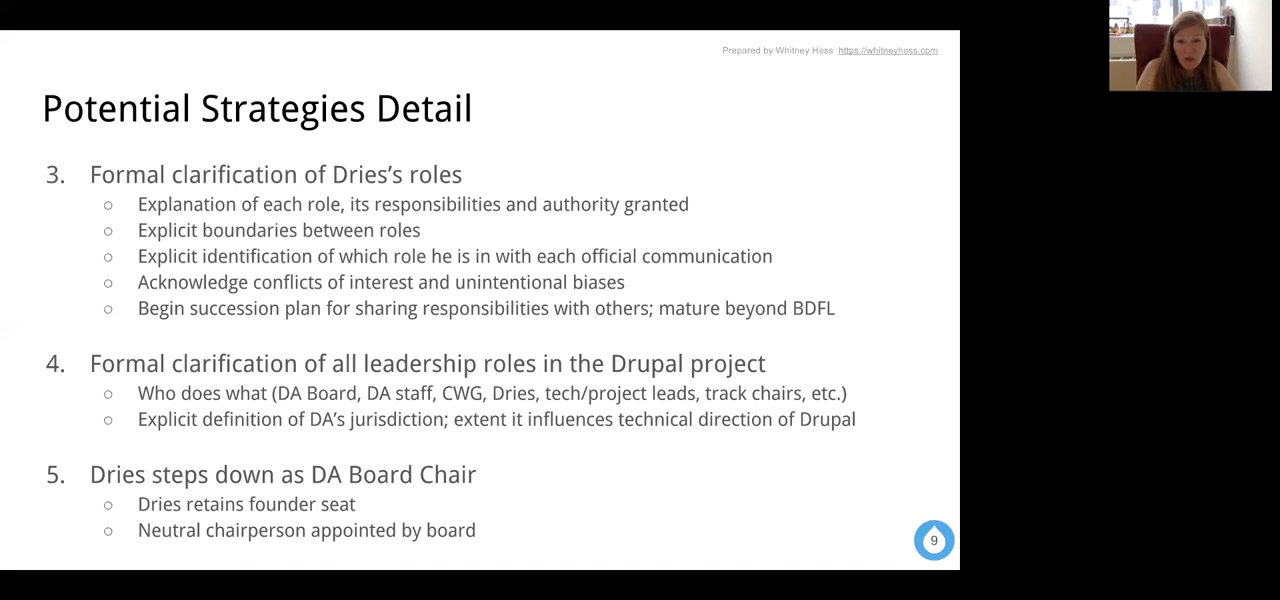 Prepared by Whitney Hess https://whitneyhess.com
Potential Strategies Detail
3. Formal clarification of Dries’s roles
○ Explanation of each role, its responsibilities and authority granted
○ Explicit boundaries between roles
○ Explicit identification of which role he is in with each official communication
○ Acknowledge conflicts of interest and unintentional biases
○ Begin succession plan for sharing responsibilities with others; mature beyond BDFL
4. Formal clarification of all leadership roles in the Drupal project
○ Who does what (DA Board, DA staff, CWG, Dries, tech/project leads, track chairs, etc.)
○ Explicit definition of DA’s jurisdiction; extent it influences technical direction of Drupal
5. Dries steps down as DA Board Chair
○ Dries retains founder seat
○ Neutral chairperson appointed by board
9